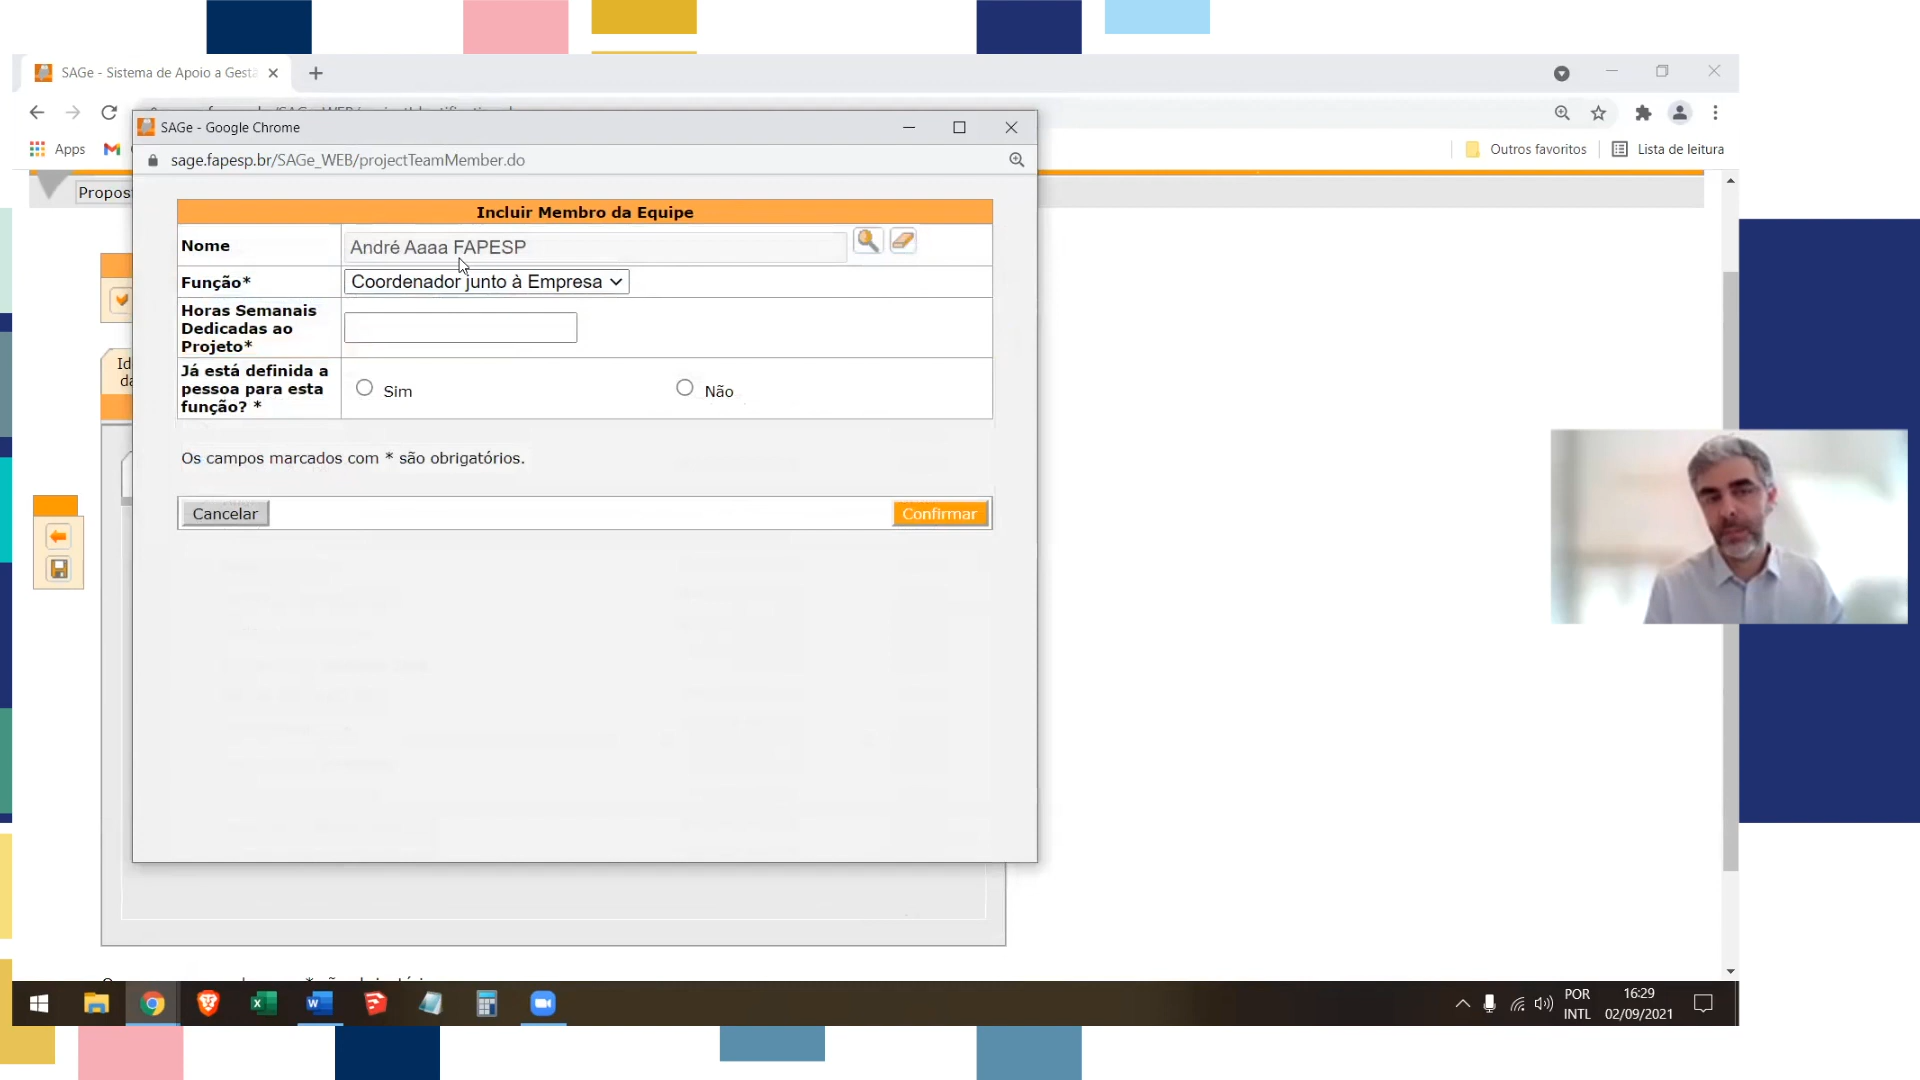 SAGe - Sistema de Apoio a Gestã
SAGe - Google Chrome
Apps
sage.fapesp.br/SAGe_WEB/projectTeamMember.do
Outros favoritos
Lista de leitura
Incluir Membro da Equipe
Nome
André Aaaa FAPESP
Função*
Coordenador junto à Empresa
Horas Semanais
Dedicadas ao
Projeto*
Já está definida a
pessoa para esta
função? *
Sim
Não
Os campos marcados com * são obrigatórios.
Cancelar
Confirmar
POR
INTL
16:29
02/09/2021